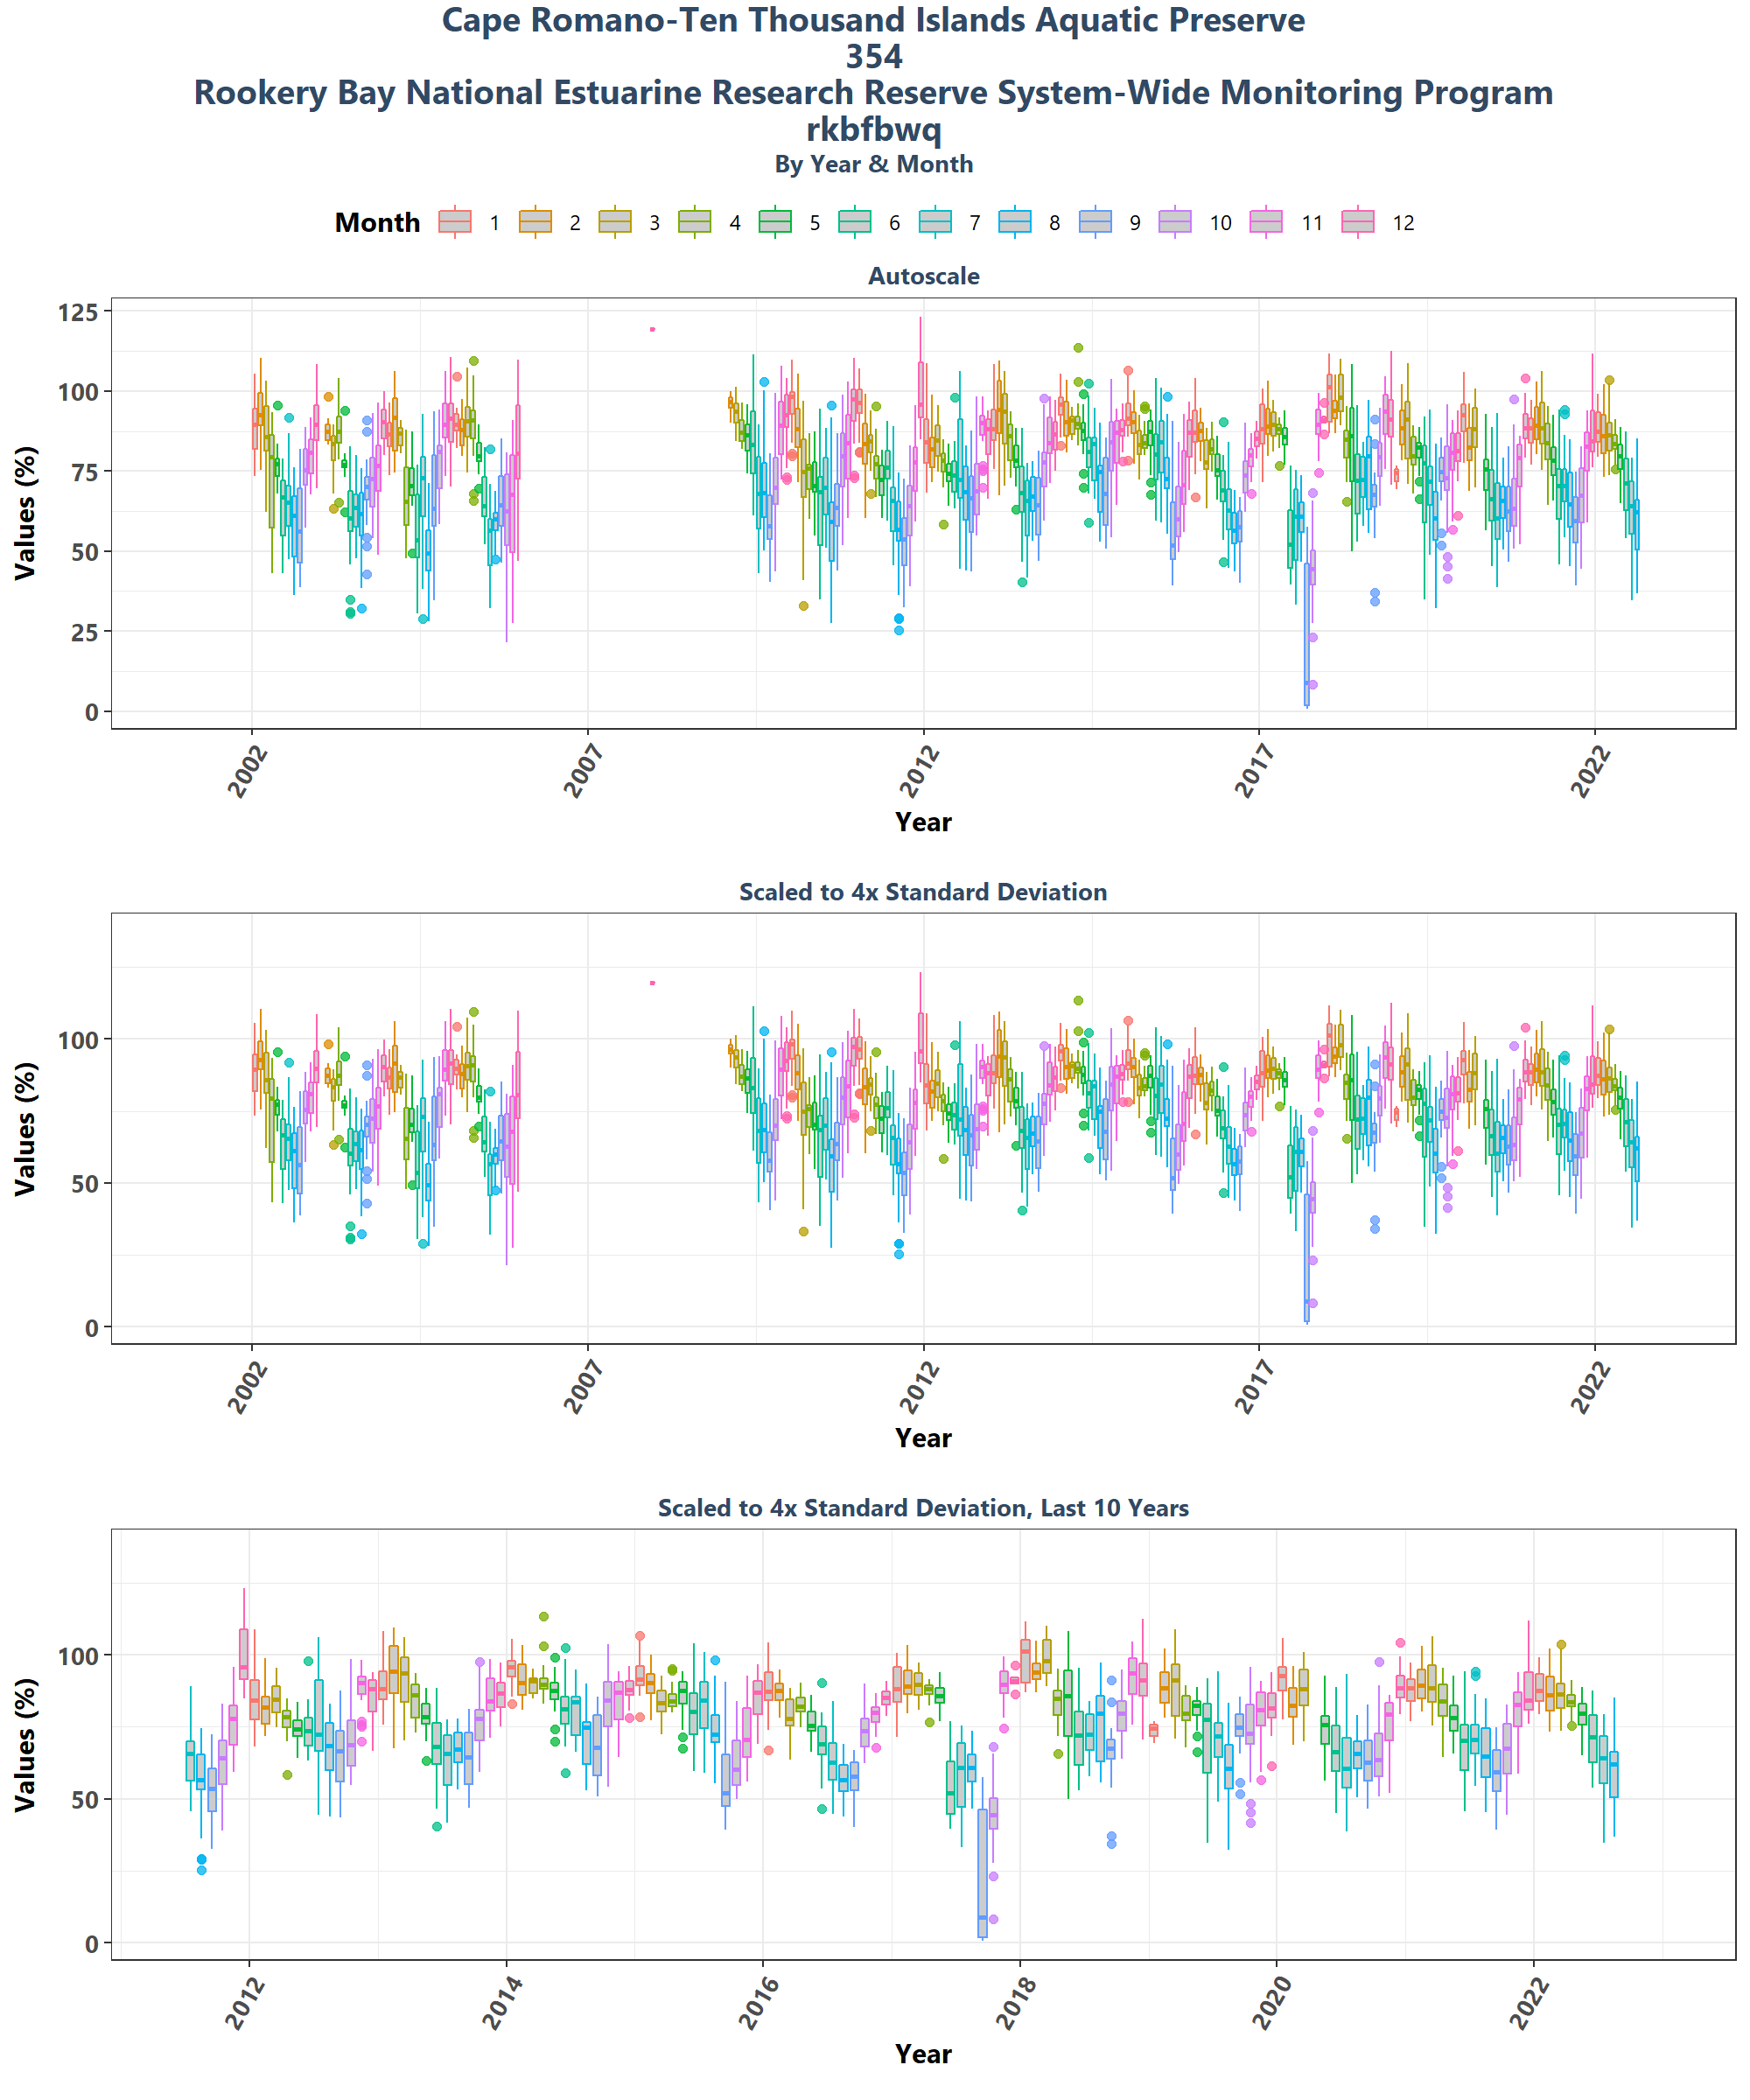 Cape Romano-Ten Thousand Islands Aquatic Preserve
354
Rookery Bay National Estuarine Research Reserve System-Wide Monitoring Program
rkbfbwq
By Year & Month
Month 1 2 3 4 5 6 7 8 9 10 11 12
Autoscale
Values (%)
125
100
75
50
25
0
2002 2007 2012 2017 2022
Year
Scaled to 4x Standard Deviation
Values (%)
100
50
0
2002 2007 2012 2017 2022
Year
Scaled to 4x Standard Deviation, Last 10 Years
Values (%)
100
50
0
2012 2014 2016 2018 2020 2022
Year